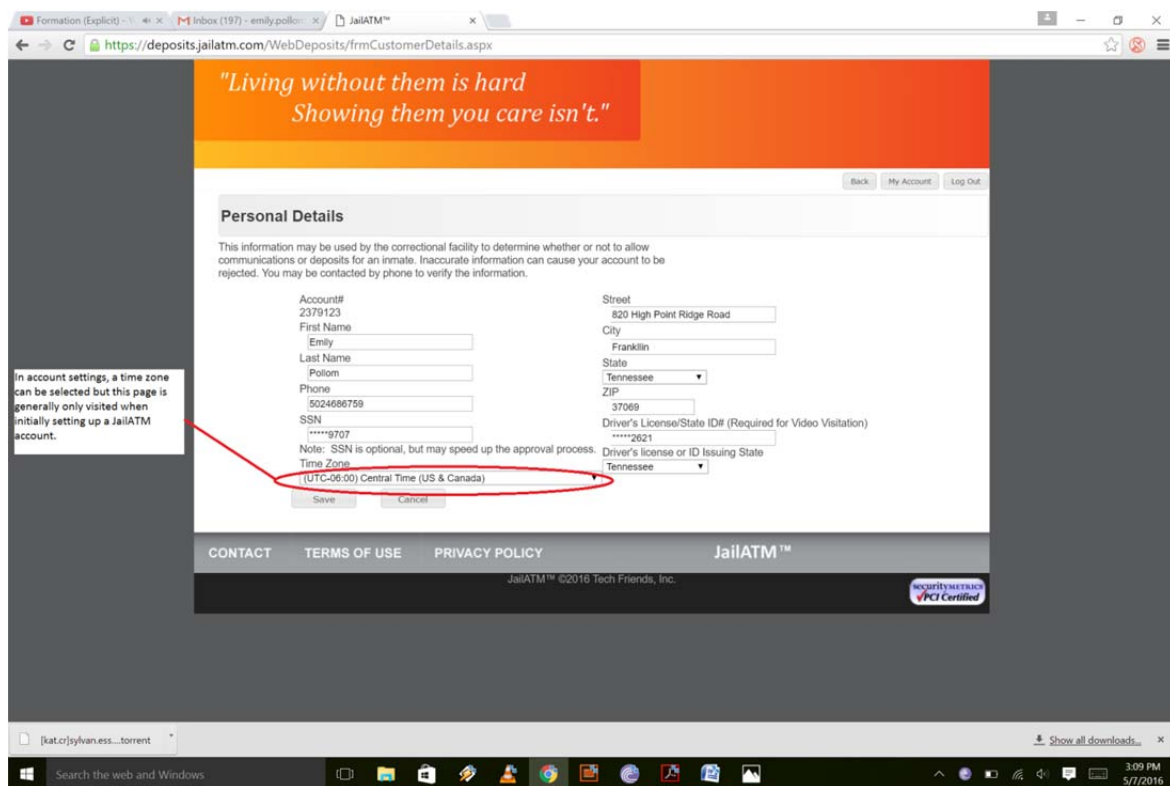 Formation (Explicit) - Y
Inbox (197) - emily.pollom
JailATM™
https://deposits.jailatm.com/WebDeposits/frmCustomerDetails.aspx
"Living without them is hard
Showing them you care isn't."
Back My Account Log Out
Personal Details
This information may be used by the correctional facility to determine whether or not to allow
communications or deposits for an inmate. Inaccurate information can cause your account to be
rejected. You may be contacted by phone to verify the information.
Account#
2379123
First Name
Emily
Last Name
Pollom
Phone
5024686759
SSN
*****9707
Note: SSN is optional, but may speed up the approval process.
Time Zone
(UTC-06:00) Central Time (US & Canada)
Save Cancel
Street
820 High Point Ridge Road
City
Frankllin
State
Tennessee
ZIP
37069
Driver's License/State ID# (Required for Video Visitation)
*****2621
Driver's license or ID Issuing State
Tennessee
In account settings, a time zone
can be selected but this page is
generally only visited when
initially setting up a JailATM
account.
CONTACT TERMS OF USE PRIVACY POLICY JailATM™
JailATM™ ©2016 Tech Friends, Inc.
securityMETRICS
PCI Certified
[kat.cr]sylvan.ess....torrent
Show all downloads...
Search the web and Windows
3:09 PM
5/7/2016